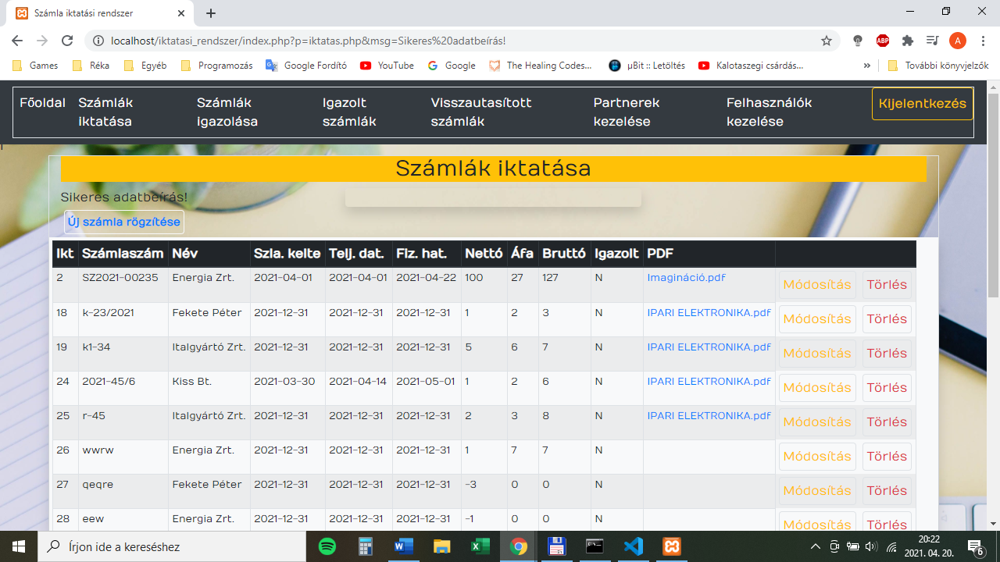 Számla iktatási rendszer
localhost/iktatasi_rendszer/index.php?p=iktatas.php&msg=Sikeres%20adatbeírás!
ABP
A
Games Réka Egyéb Programozás Google Fordító YouTube Google The Healing Codes... µBit :: Letöltés Kalotaszegi csárdás... » További könyvjelzők
Főoldal Számlák iktatása Számlák igazolása Igazolt számlák Visszautasított számlák Partnerek kezelése Felhasználók kezelése Kijelentkezés
Számlák iktatása
Sikeres adatbeírás!
Új számla rögzítése
Ikt Számlaszám Név Szla. kelte Telj. dat. Fiz. hat. Nettó Áfa Bruttó Igazolt PDF
2 SZ2021-00235 Energia Zrt. 2021-04-01 2021-04-01 2021-04-22 100 27 127 N Imagináció.pdf Módosítás Törlés
18 k-23/2021 Fekete Péter 2021-12-31 2021-12-31 2021-12-31 1 2 3 N IPARI ELEKTRONIKA.pdf Módosítás Törlés
19 k1-34 Italgyártó Zrt. 2021-12-31 2021-12-31 2021-12-31 5 6 7 N IPARI ELEKTRONIKA.pdf Módosítás Törlés
24 2021-45/6 Kiss Bt. 2021-03-30 2021-04-14 2021-05-01 1 2 6 N IPARI ELEKTRONIKA.pdf Módosítás Törlés
25 r-45 Italgyártó Zrt. 2021-12-31 2021-12-31 2021-12-31 2 3 8 N IPARI ELEKTRONIKA.pdf Módosítás Törlés
26 wwrw Energia Zrt. 2021-12-31 2021-12-31 2021-12-31 1 7 7 N Módosítás Törlés
27 qeqre Fekete Péter 2021-12-31 2021-12-31 2021-12-31 -3 0 0 N Módosítás Törlés
28 eew Energia Zrt. 2021-12-31 2021-12-31 2021-12-31 -1 0 0 N Módosítás Törlés
Írjon ide a kereséshez
20:22
2021. 04. 20.
6